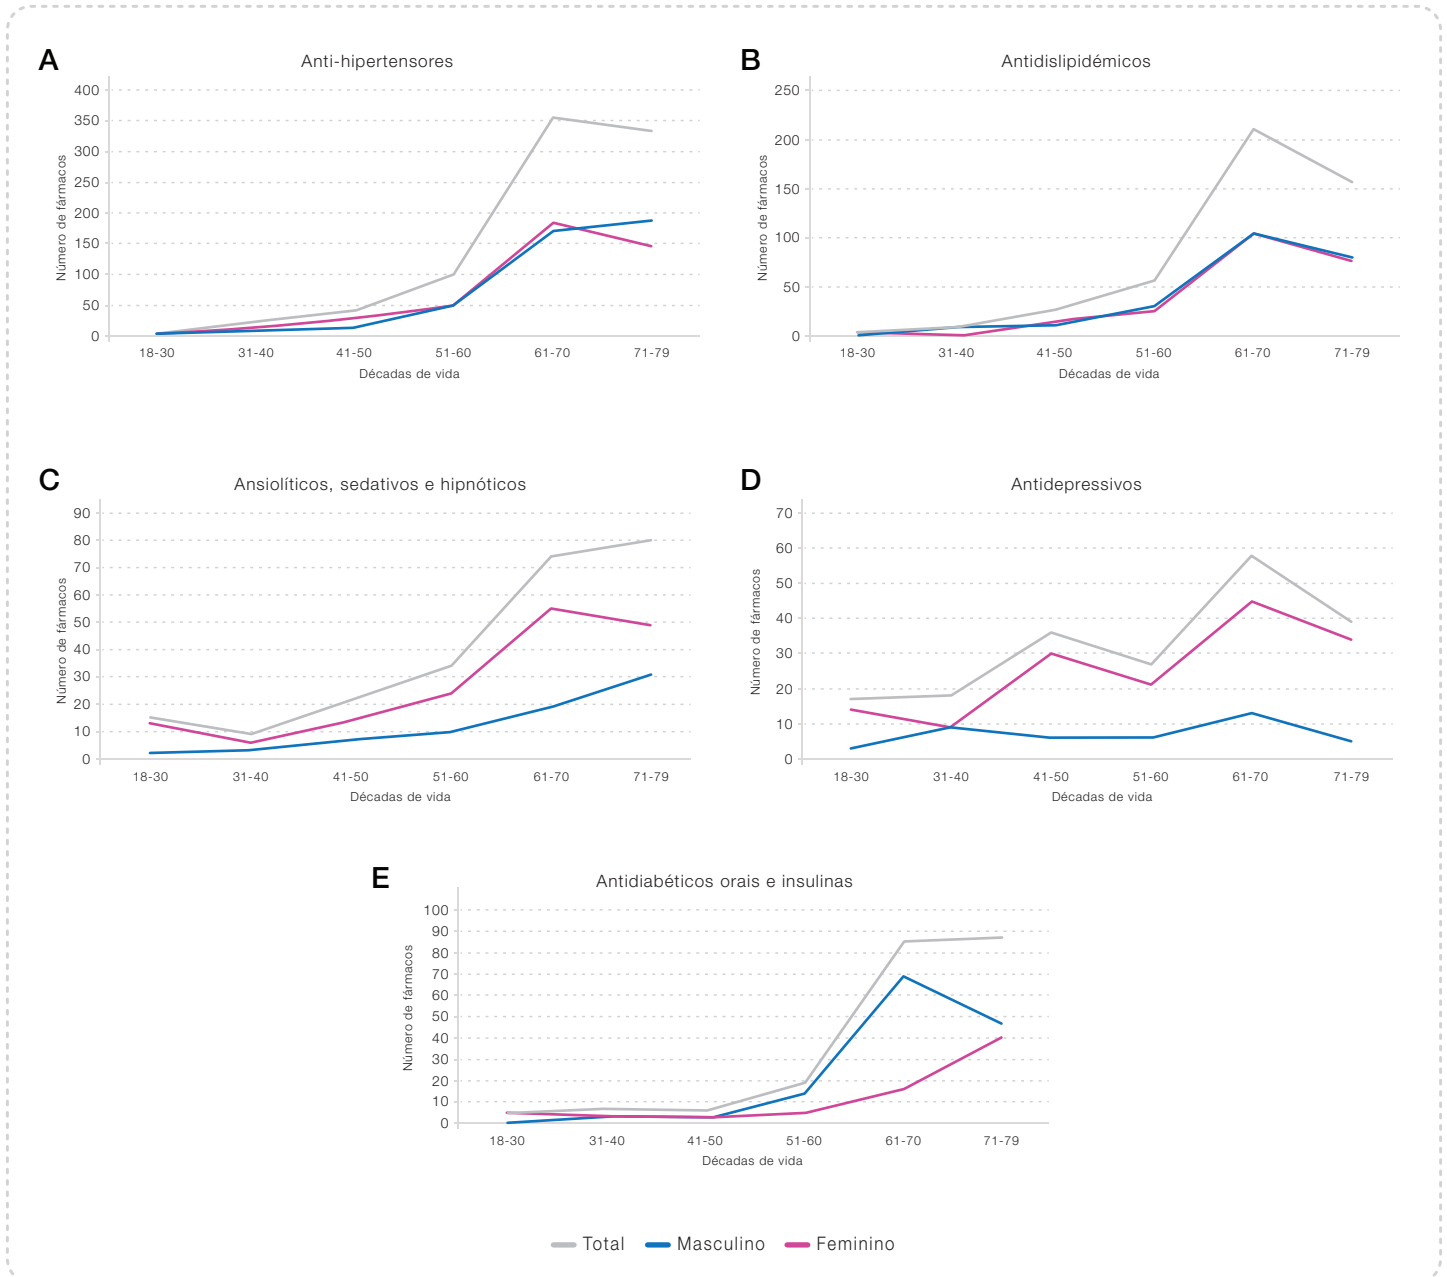 A
Anti-hipertensores
Número de fármacos
400
350
300
250
200
150
100
50
0
18-30 31-40 41-50 51-60 61-70 71-79
Décadas de vida
B
Antidislipidémicos
Número de fármacos
250
200
150
100
50
0
18-30 31-40 41-50 51-60 61-70 71-79
Décadas de vida
C
Ansiolíticos, sedativos e hipnóticos
Número de fármacos
90
80
70
60
50
40
30
20
10
0
18-30 31-40 41-50 51-60 61-70 71-79
Décadas de vida
D
Antidepressivos
Número de fármacos
70
60
50
40
30
20
10
0
18-30 31-40 41-50 51-60 61-70 71-79
Décadas de vida
E
Antidiabéticos orais e insulinas
Número de fármacos
100
90
80
70
60
50
40
30
20
10
0
18-30 31-40 41-50 51-60 61-70 71-79
Décadas de vida
Total Masculino Feminino